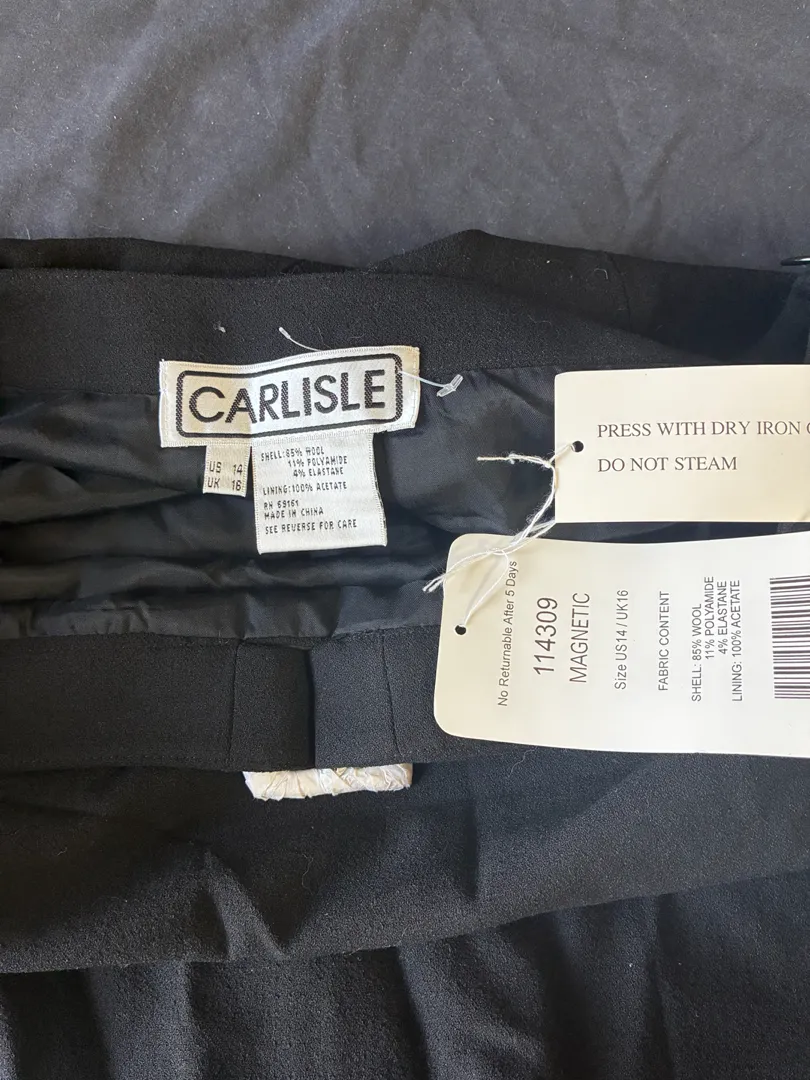 CARLISLE
US 14
UK 16
SHELL: 85% WOOL
11% POLYAMIDE
4% ELASTANE
LINING: 100% ACETATE
RN 69161
MADE IN CHINA
SEE REVERSE FOR CARE
PRESS WITH DRY IRON
DO NOT STEAM
No Returnable After 5 Days
114309
MAGNETIC
Size US14 / UK16
FABRIC CONTENT
SHELL: 85% WOOL
11% POLYAMIDE
4% ELASTANE
LINING: 100% ACETATE